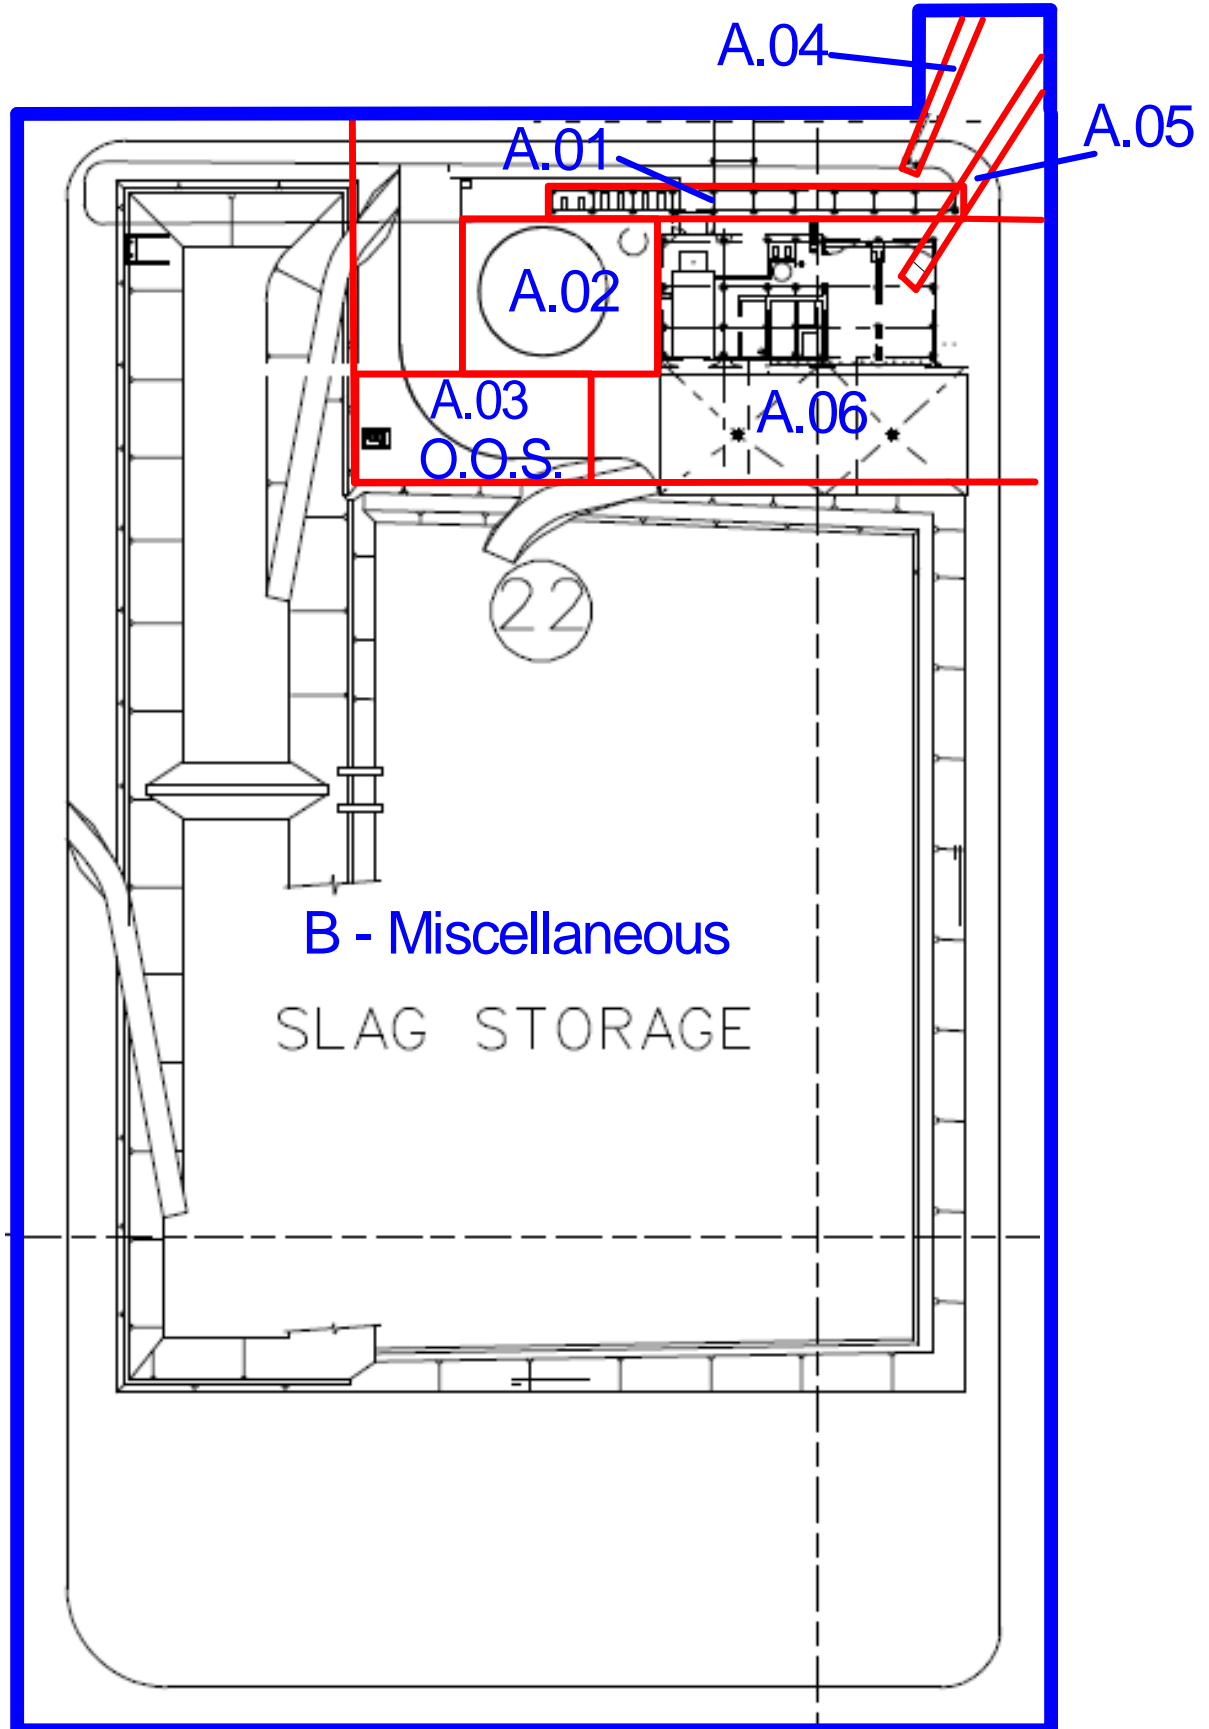 A.04
A.05
A.01
A.02
A.03
O.O.S.
A.06
22
B - Miscellaneous
SLAG STORAGE